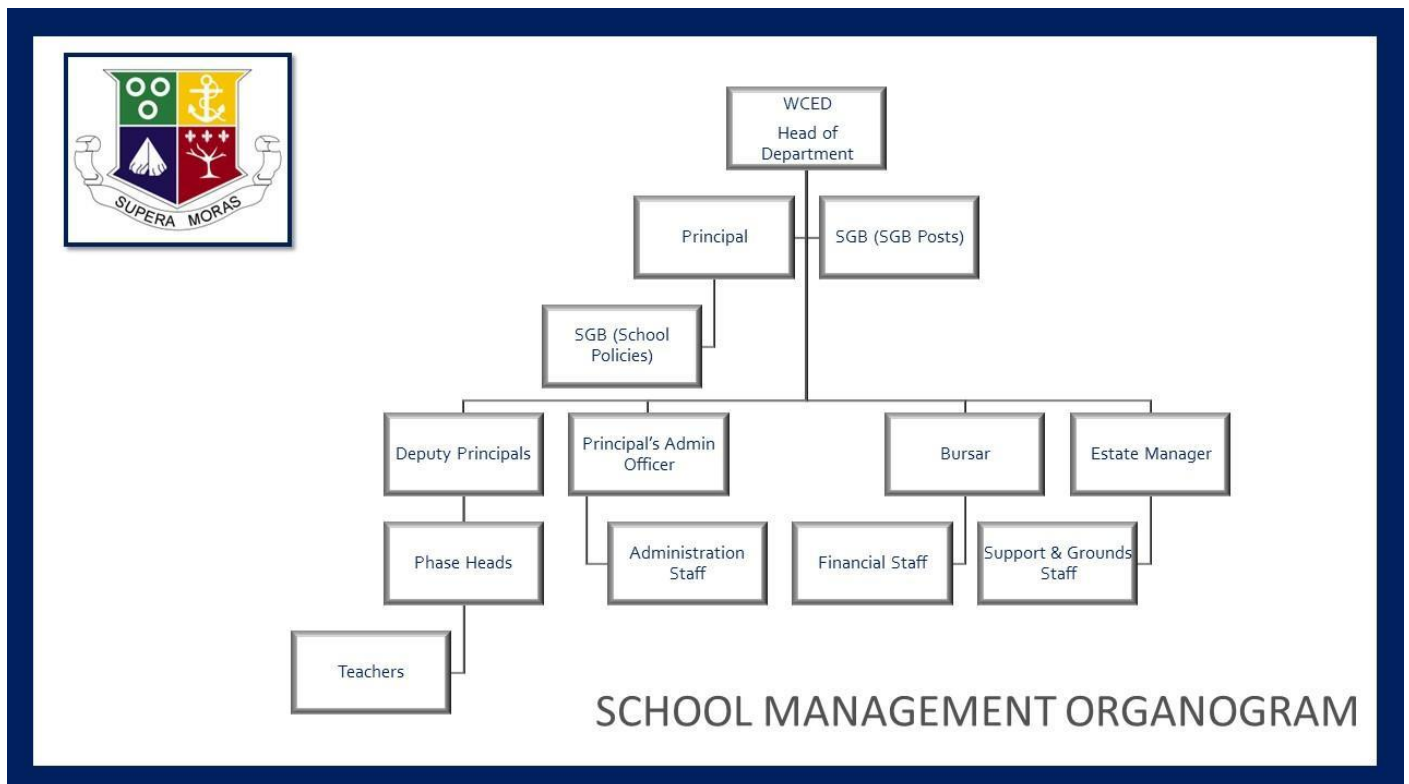 SUPERA MORAS
WCED
Head of
Department
Principal
SGB (SGB Posts)
SGB (School
Policies)
Deputy Principals
Principal’s Admin
Officer
Bursar
Estate Manager
Phase Heads
Administration
Staff
Financial Staff
Support & Grounds
Staff
Teachers
SCHOOL MANAGEMENT ORGANOGRAM